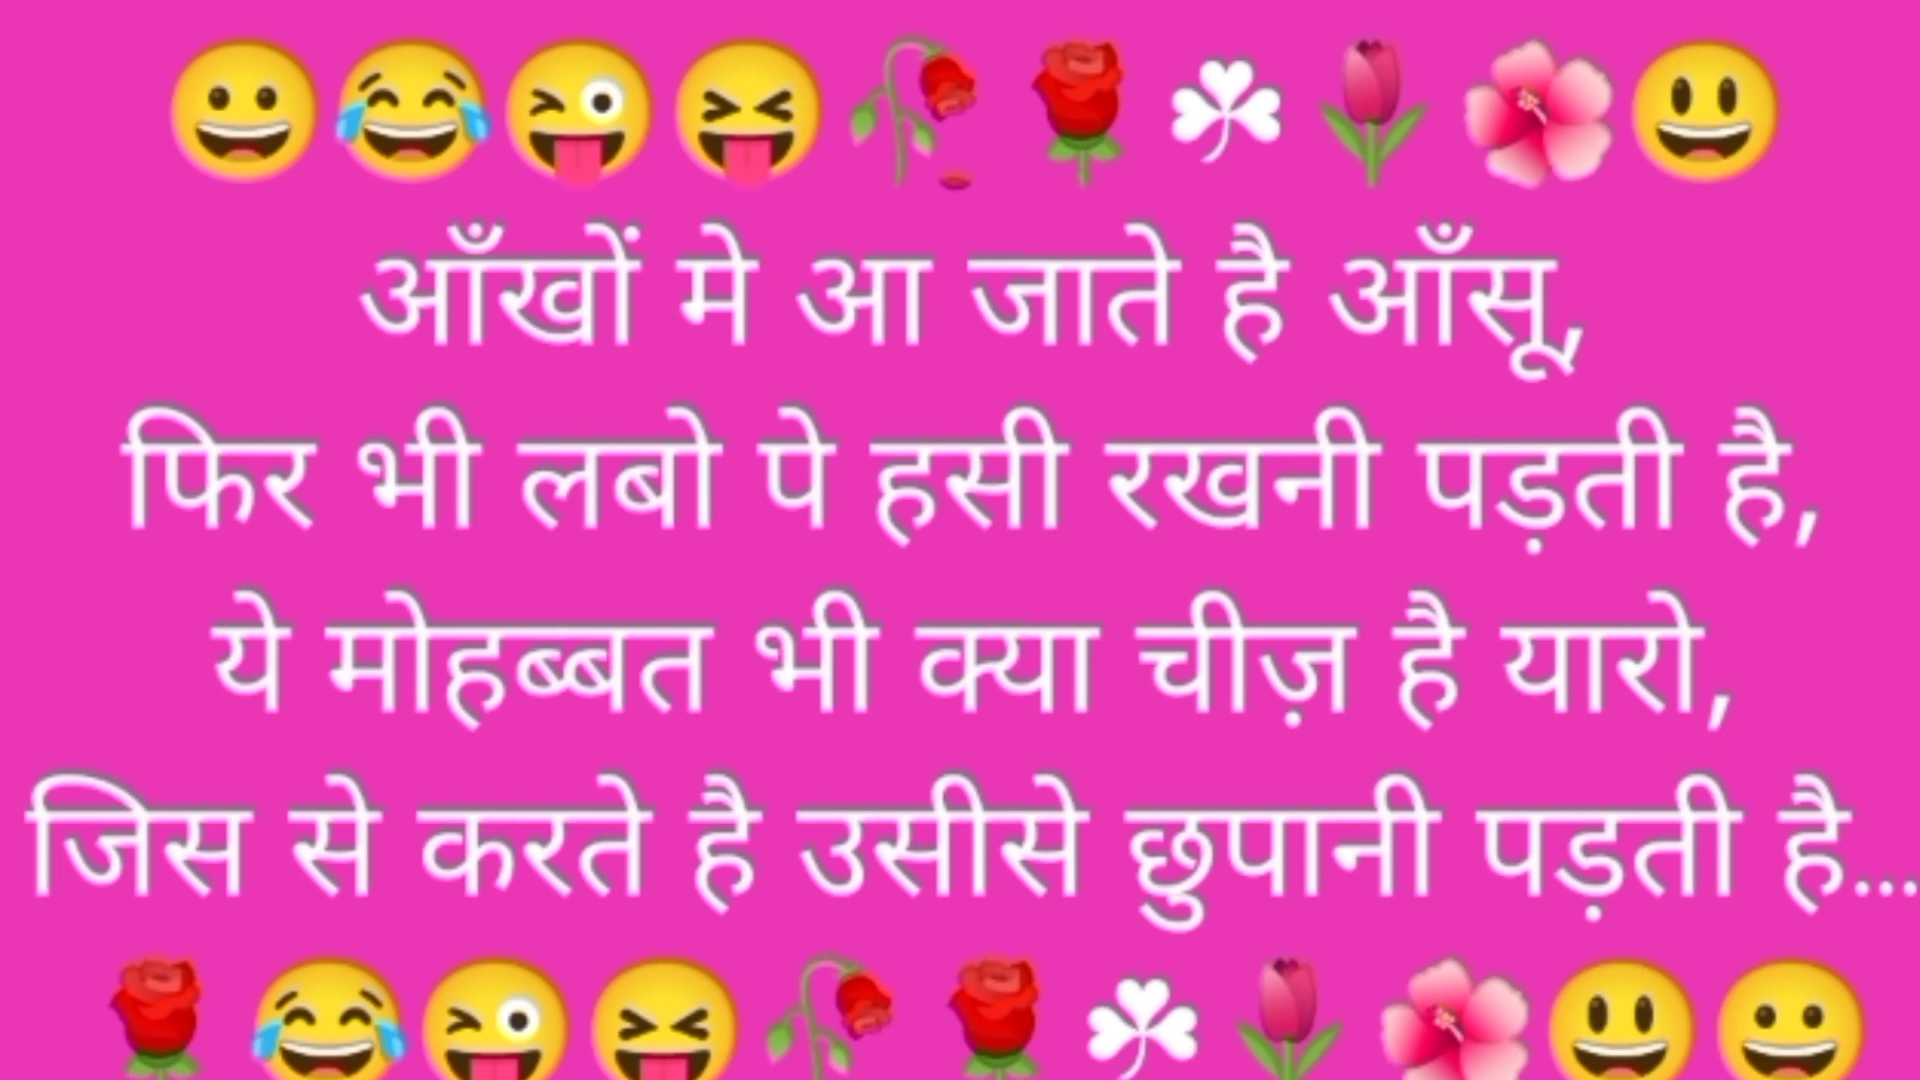 😀😂😜😝🥀🌹☘🌷🌺😃
आँखों मे आ जाते है आँसू,
फिर भी लबो पे हसी रखनी पड़ती है,
ये मोहब्बत भी क्या चीज़ है यारो,
जिस से करते है उसीसे छुपानी पड़ती है...
🌹😂😜😝🥀🌹☘🌷🌺😃😀